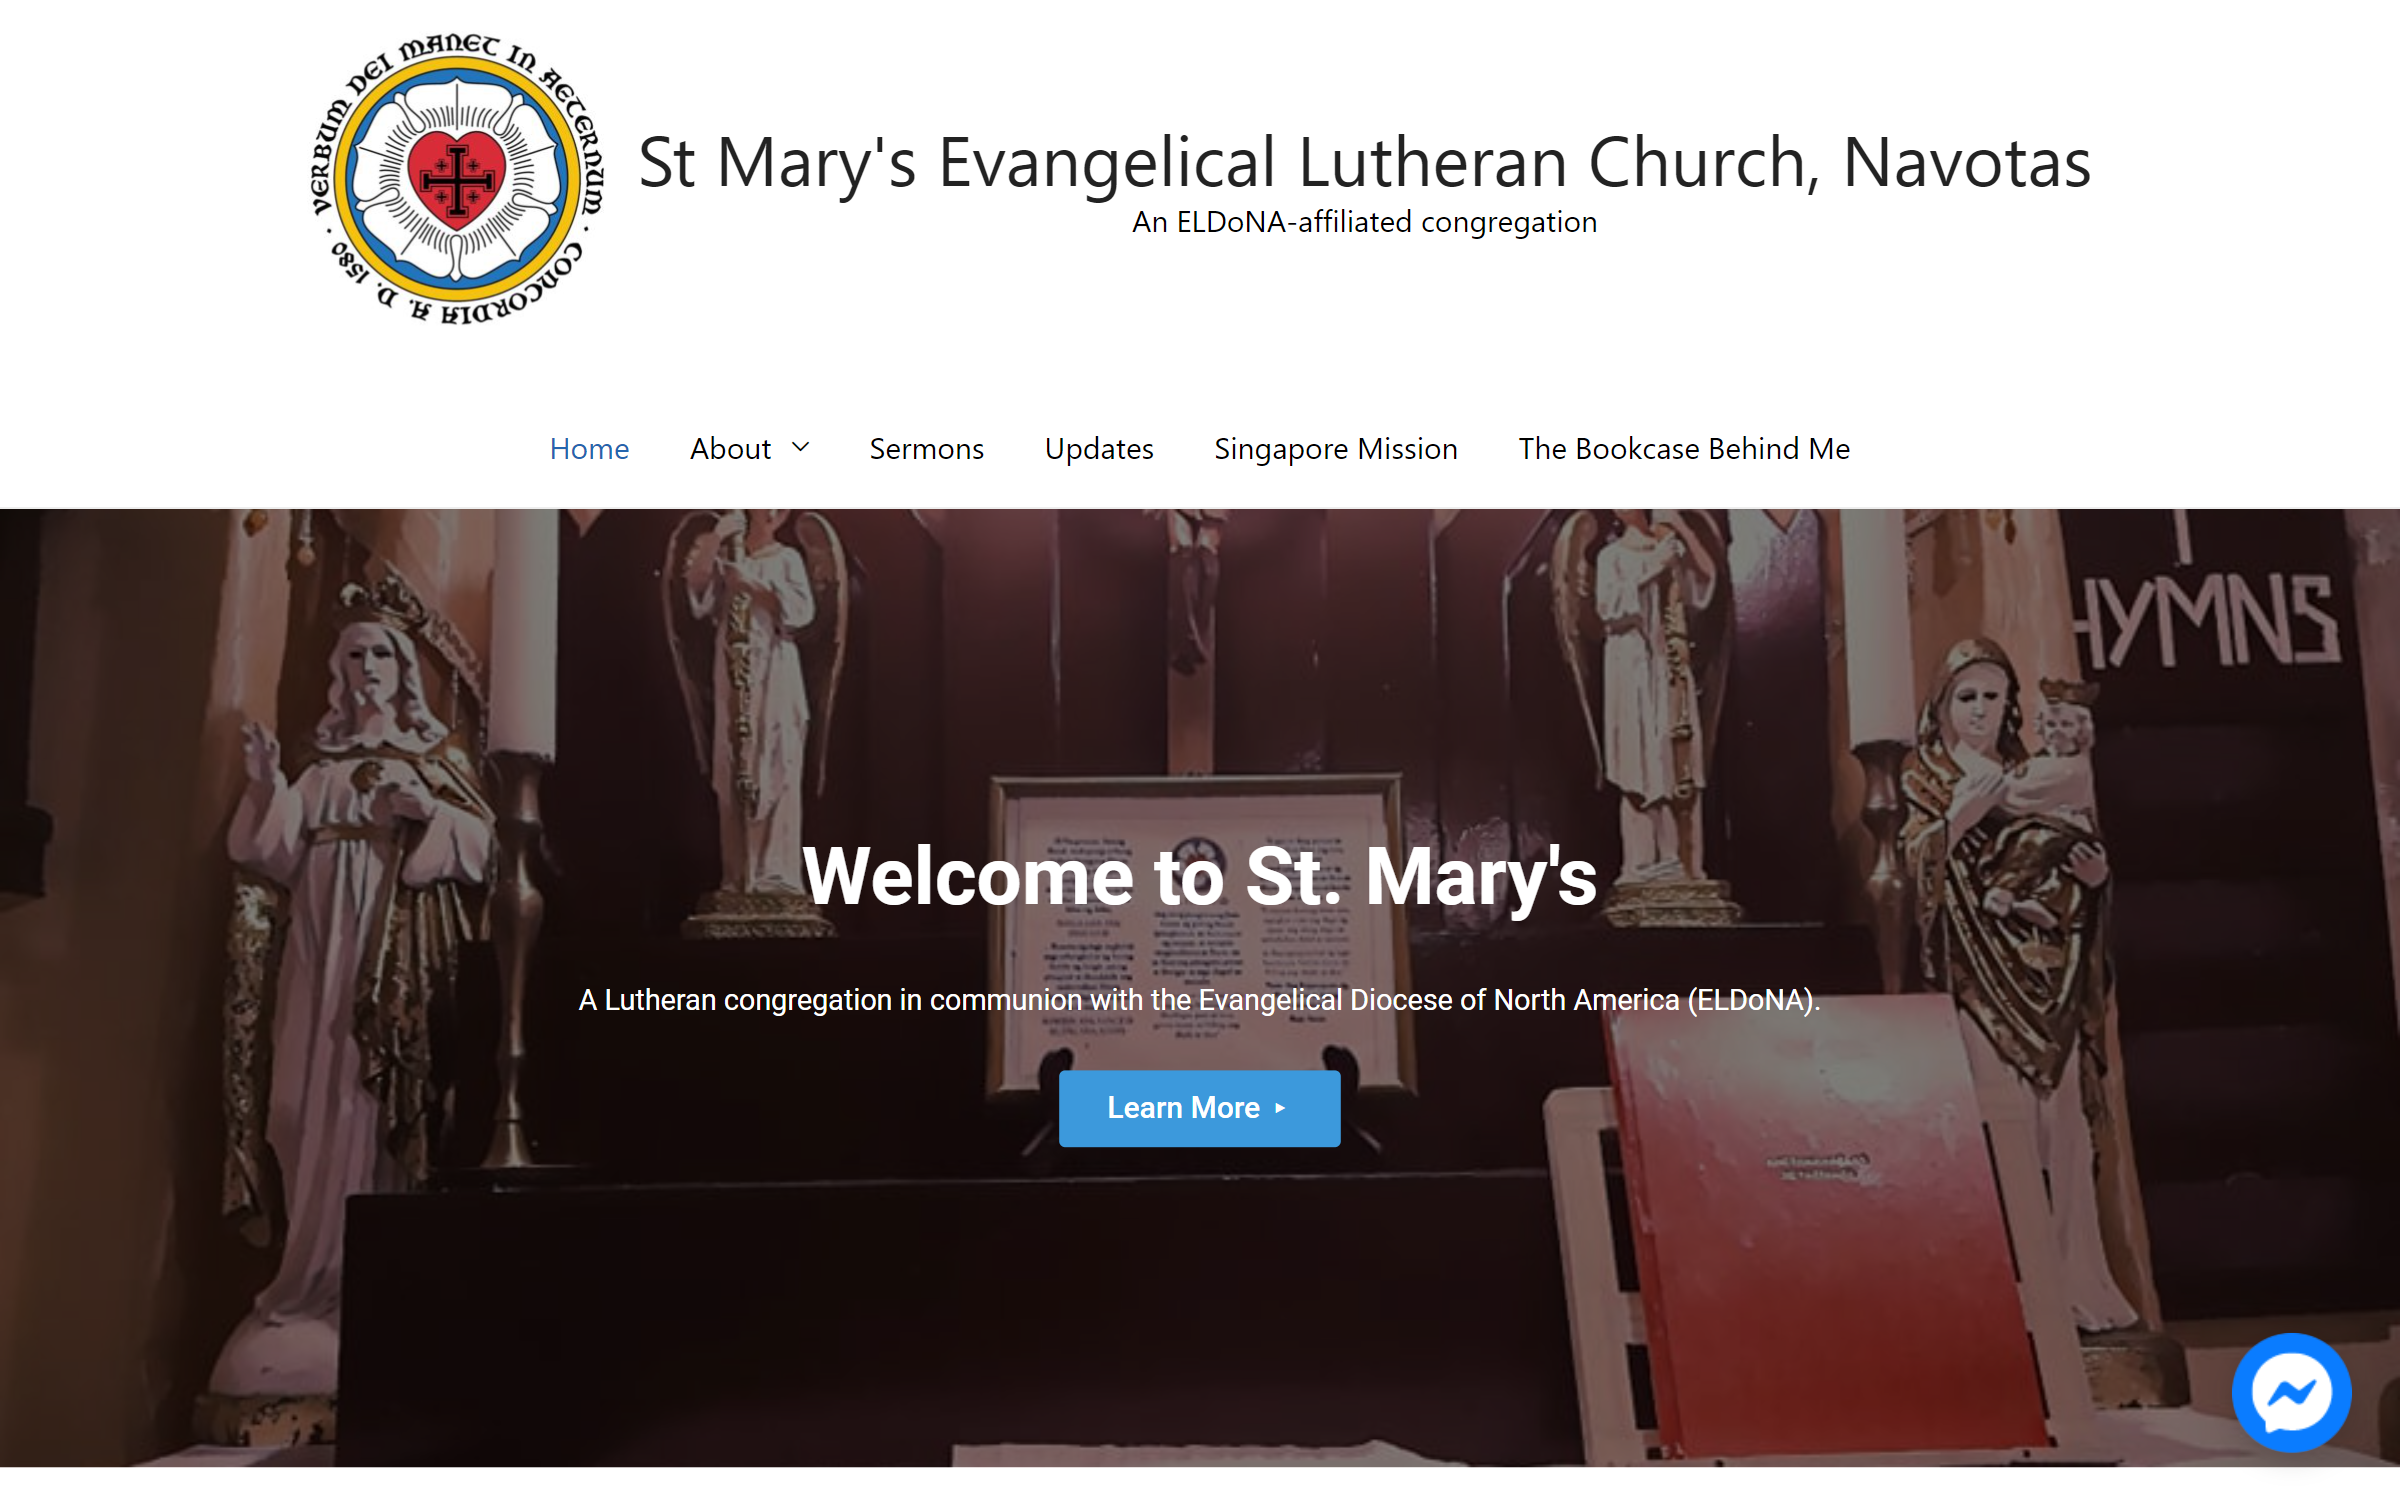 VERBUM DEI MANET IN AETERNUM · CONCORDIA A. D. 1580 ·
St Mary's Evangelical Lutheran Church, Navotas
An ELDoNA-affiliated congregation
Home
About
Sermons
Updates
Singapore Mission
The Bookcase Behind Me
HYMNS
Welcome to St. Mary's
A Lutheran congregation in communion with the Evangelical Diocese of North America (ELDoNA).
Learn More